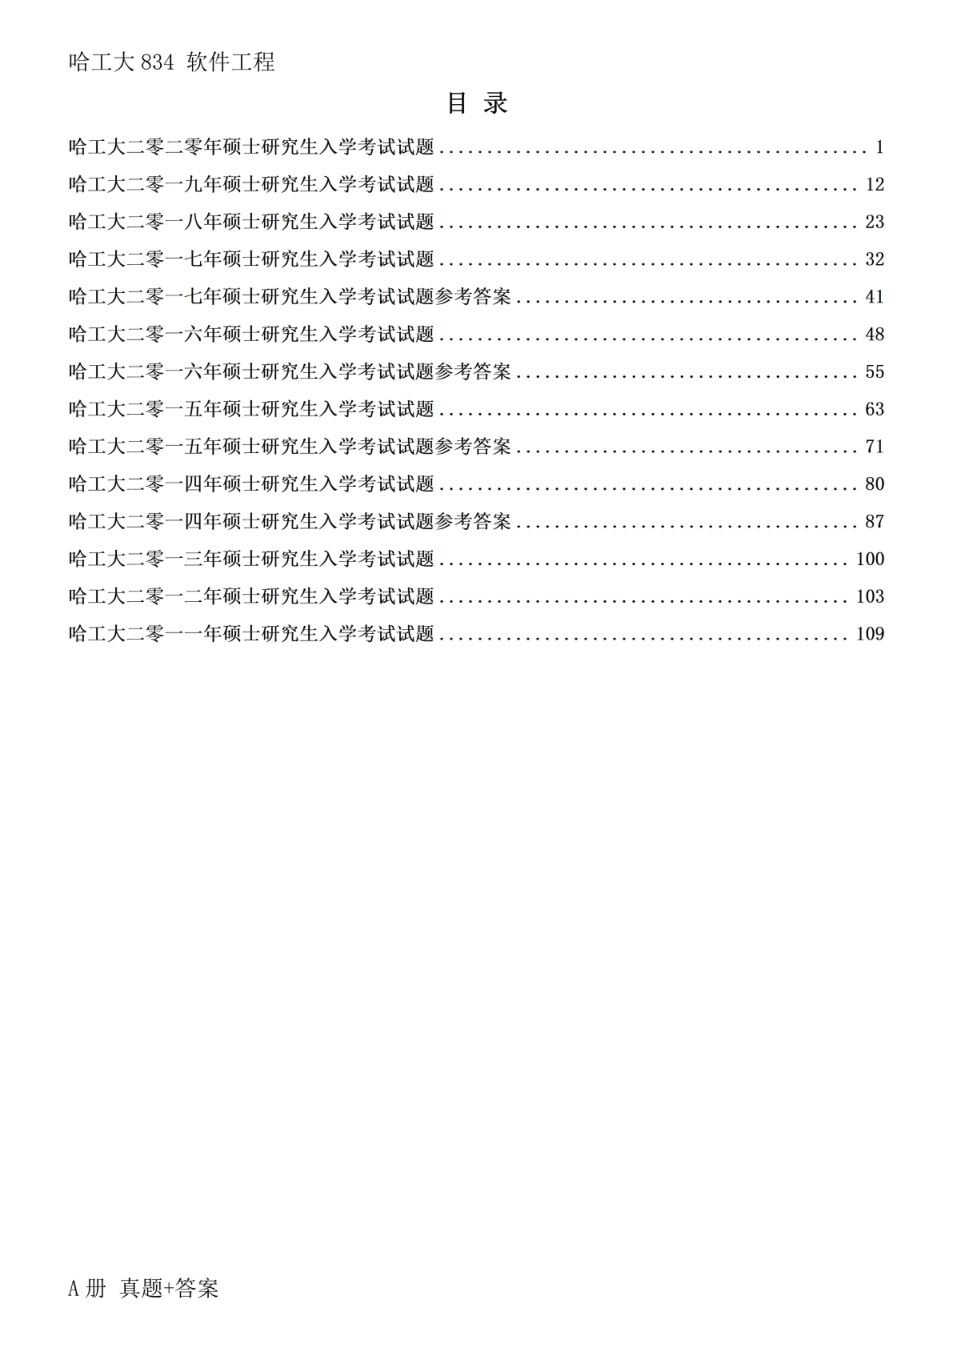 哈工大 834 软件工程
目 录
哈工大二零二零年硕士研究生入学考试试题............................................. 1
哈工大二零一九年硕士研究生入学考试试题............................................ 12
哈工大二零一八年硕士研究生入学考试试题............................................ 23
哈工大二零一七年硕士研究生入学考试试题............................................ 32
哈工大二零一七年硕士研究生入学考试试题参考答案.................................... 41
哈工大二零一六年硕士研究生入学考试试题............................................ 48
哈工大二零一六年硕士研究生入学考试试题参考答案.................................... 55
哈工大二零一五年硕士研究生入学考试试题............................................ 63
哈工大二零一五年硕士研究生入学考试试题参考答案.................................... 71
哈工大二零一四年硕士研究生入学考试试题............................................ 80
哈工大二零一四年硕士研究生入学考试试题参考答案.................................... 87
哈工大二零一三年硕士研究生入学考试试题........................................... 100
哈工大二零一二年硕士研究生入学考试试题........................................... 103
哈工大二零一一年硕士研究生入学考试试题........................................... 109
A 册 真题+答案